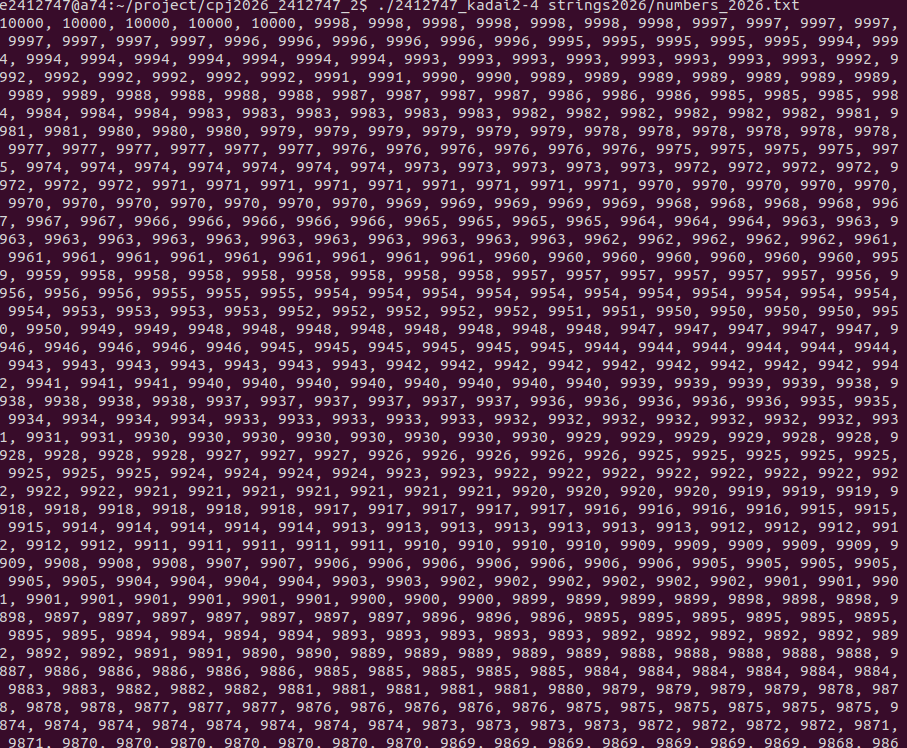 e2412747@a74:~/project/cpj2026_2412747_2$ ./2412747_kadai2-4 strings2026/numbers_2026.txt
10000, 10000, 10000, 10000, 10000, 9998, 9998, 9998, 9998, 9998, 9998, 9997, 9997, 9997, 9997,
 9997, 9997, 9997, 9997, 9996, 9996, 9996, 9996, 9996, 9996, 9995, 9995, 9995, 9995, 9995, 9994, 999
4, 9994, 9994, 9994, 9994, 9994, 9994, 9994, 9993, 9993, 9993, 9993, 9993, 9993, 9993, 9993, 9992, 9
992, 9992, 9992, 9992, 9992, 9992, 9991, 9991, 9990, 9990, 9989, 9989, 9989, 9989, 9989, 9989, 9989,
 9989, 9989, 9988, 9988, 9988, 9988, 9987, 9987, 9987, 9987, 9986, 9986, 9986, 9985, 9985, 9985, 998
4, 9984, 9984, 9984, 9983, 9983, 9983, 9983, 9983, 9983, 9982, 9982, 9982, 9982, 9982, 9982, 9981, 9
981, 9981, 9980, 9980, 9980, 9979, 9979, 9979, 9979, 9979, 9979, 9978, 9978, 9978, 9978, 9978, 9978,
 9977, 9977, 9977, 9977, 9977, 9977, 9976, 9976, 9976, 9976, 9976, 9976, 9975, 9975, 9975, 9975, 997
5, 9974, 9974, 9974, 9974, 9974, 9974, 9974, 9973, 9973, 9973, 9973, 9973, 9972, 9972, 9972, 9972, 9
972, 9972, 9972, 9971, 9971, 9971, 9971, 9971, 9971, 9971, 9971, 9971, 9970, 9970, 9970, 9970, 9970,
 9970, 9970, 9970, 9970, 9970, 9970, 9969, 9969, 9969, 9969, 9969, 9968, 9968, 9968, 9968, 996
7, 9967, 9967, 9966, 9966, 9966, 9966, 9966, 9965, 9965, 9965, 9965, 9964, 9964, 9964, 9963, 9963, 9
963, 9963, 9963, 9963, 9963, 9963, 9963, 9963, 9963, 9963, 9962, 9962, 9962, 9962, 9962, 9961,
 9961, 9961, 9961, 9961, 9961, 9961, 9961, 9961, 9961, 9960, 9960, 9960, 9960, 9960, 9960, 9960, 995
9, 9959, 9958, 9958, 9958, 9958, 9958, 9958, 9958, 9958, 9957, 9957, 9957, 9957, 9957, 9957, 9956, 9
956, 9956, 9956, 9955, 9955, 9955, 9954, 9954, 9954, 9954, 9954, 9954, 9954, 9954, 9954, 9954, 9954,
 9954, 9953, 9953, 9953, 9953, 9952, 9952, 9952, 9952, 9952, 9951, 9951, 9950, 9950, 9950, 9950, 995
0, 9950, 9949, 9949, 9948, 9948, 9948, 9948, 9948, 9948, 9948, 9948, 9947, 9947, 9947, 9947, 9947, 9
946, 9946, 9946, 9946, 9946, 9945, 9945, 9945, 9945, 9945, 9945, 9944, 9944, 9944, 9944, 9944, 9944,
 9943, 9943, 9943, 9943, 9943, 9943, 9943, 9942, 9942, 9942, 9942, 9942, 9942, 9942, 9942, 9942, 994
2, 9941, 9941, 9941, 9940, 9940, 9940, 9940, 9940, 9940, 9940, 9940, 9939, 9939, 9939, 9939, 9938, 9
938, 9938, 9938, 9938, 9937, 9937, 9937, 9937, 9937, 9937, 9936, 9936, 9936, 9936, 9936, 9935, 9935,
 9934, 9934, 9934, 9934, 9933, 9933, 9933, 9933, 9933, 9932, 9932, 9932, 9932, 9932, 9932, 9932, 993
1, 9931, 9931, 9930, 9930, 9930, 9930, 9930, 9930, 9930, 9930, 9929, 9929, 9929, 9929, 9928, 9928, 9
928, 9928, 9928, 9928, 9927, 9927, 9927, 9926, 9926, 9926, 9926, 9926, 9925, 9925, 9925, 9925, 9925,
 9925, 9925, 9925, 9924, 9924, 9924, 9924, 9923, 9923, 9922, 9922, 9922, 9922, 9922, 9922, 9922, 992
2, 9922, 9922, 9921, 9921, 9921, 9921, 9921, 9921, 9921, 9920, 9920, 9920, 9920, 9919, 9919, 9919, 9
918, 9918, 9918, 9918, 9918, 9918, 9917, 9917, 9917, 9917, 9917, 9916, 9916, 9916, 9916, 9915, 9915,
 9915, 9914, 9914, 9914, 9914, 9914, 9913, 9913, 9913, 9913, 9913, 9913, 9913, 9912, 9912, 9912, 991
2, 9912, 9912, 9911, 9911, 9911, 9911, 9911, 9910, 9910, 9910, 9910, 9909, 9909, 9909, 9909, 9909, 9
909, 9908, 9908, 9908, 9907, 9907, 9906, 9906, 9906, 9906, 9906, 9906, 9906, 9905, 9905, 9905, 9905,
 9905, 9905, 9904, 9904, 9904, 9904, 9903, 9903, 9902, 9902, 9902, 9902, 9902, 9902, 9901, 9901, 990
1, 9901, 9901, 9901, 9901, 9901, 9901, 9900, 9900, 9900, 9899, 9899, 9899, 9899, 9898, 9898, 9898, 9
898, 9897, 9897, 9897, 9897, 9897, 9897, 9897, 9896, 9896, 9896, 9895, 9895, 9895, 9895, 9895,
 9895, 9895, 9894, 9894, 9894, 9894, 9893, 9893, 9893, 9893, 9893, 9892, 9892, 9892, 9892, 9892, 989
2, 9892, 9892, 9891, 9891, 9890, 9890, 9889, 9889, 9889, 9889, 9889, 9888, 9888, 9888, 9888, 9888, 9
887, 9886, 9886, 9886, 9886, 9886, 9886, 9885, 9885, 9885, 9885, 9885, 9884, 9884, 9884, 9884, 9884,
 9883, 9883, 9882, 9882, 9882, 9881, 9881, 9881, 9881, 9881, 9880, 9879, 9879, 9879, 9879, 9878, 987
8, 9878, 9878, 9877, 9877, 9877, 9876, 9876, 9876, 9876, 9876, 9875, 9875, 9875, 9875, 9875, 9875, 9
874, 9874, 9874, 9874, 9874, 9874, 9874, 9873, 9873, 9873, 9873, 9872, 9872, 9872, 9872, 9871,
 9871, 9870, 9870, 9870, 9870, 9870, 9870, 9870, 9869, 9869, 9869, 9869, 9869, 9869, 9869, 9868, 986